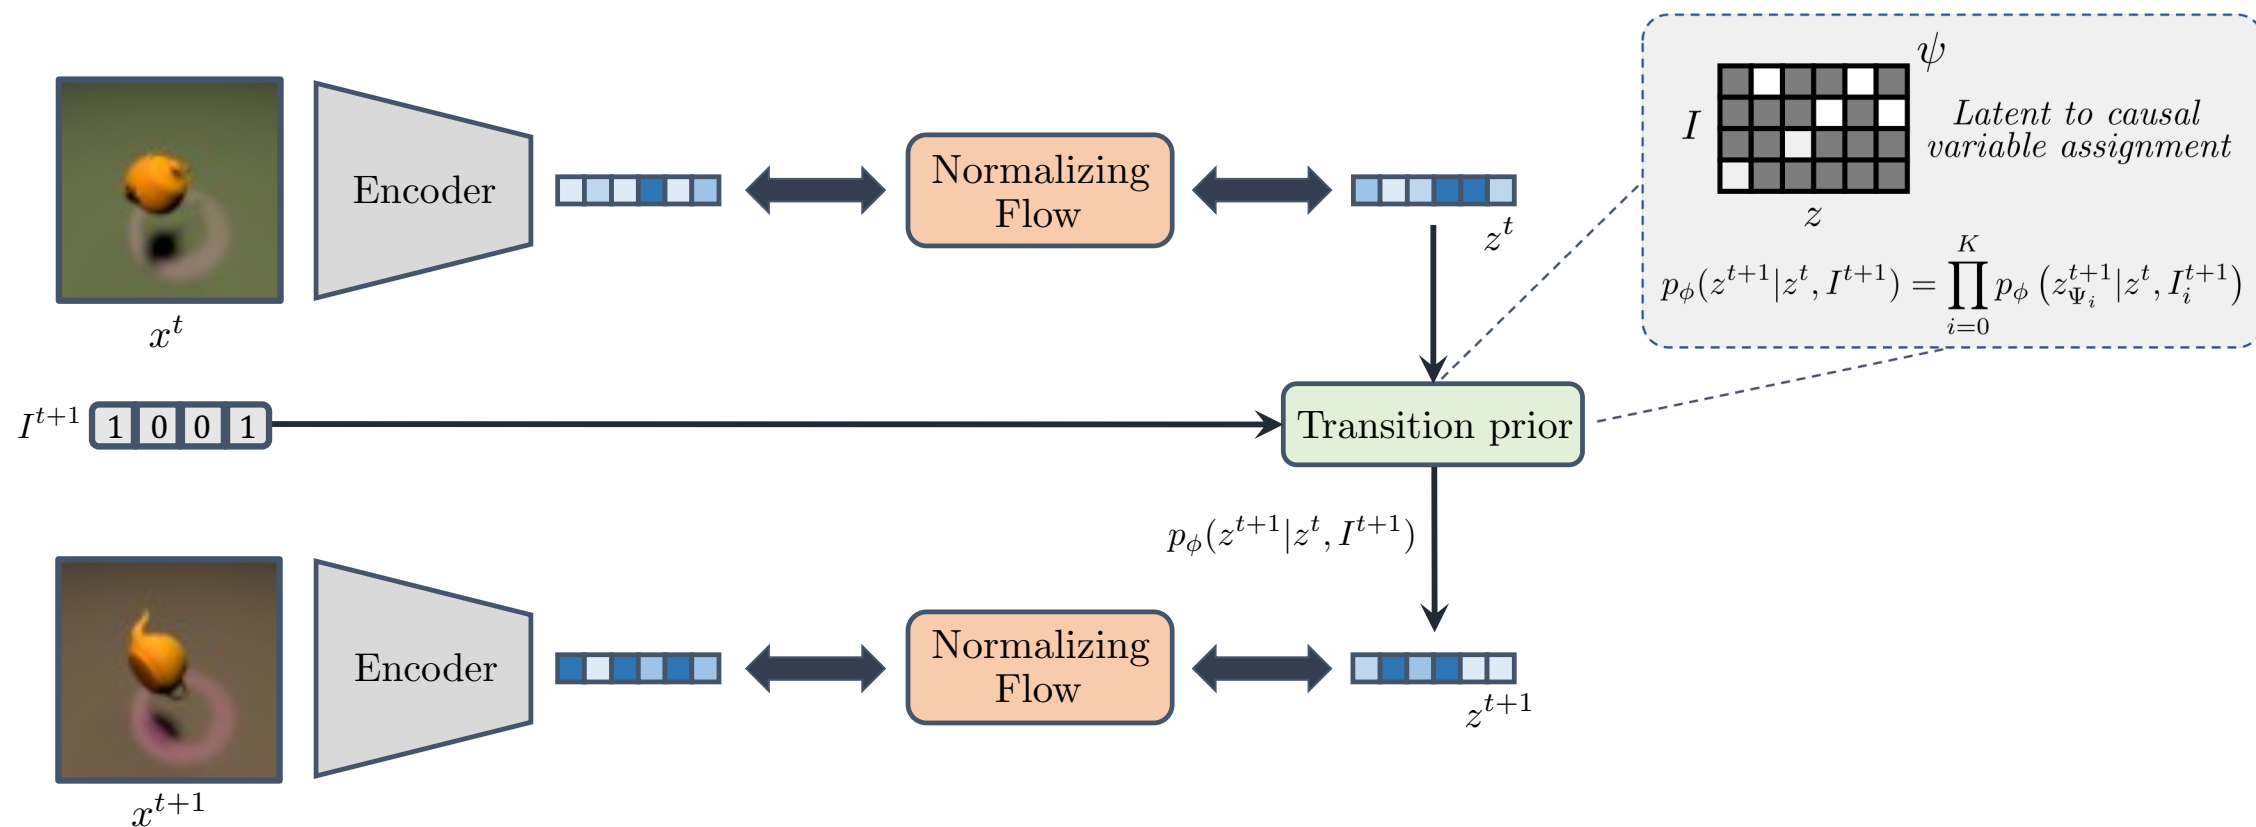 x^t
Encoder
Normalizing
Flow
z^t
I
ψ
z
Latent to causal
variable assignment
p_ϕ(z^{t+1}|z^t, I^{t+1}) = ∏_{i=0}^{K} p_ϕ (z^{t+1}_{Ψ_i}|z^t, I_i^{t+1})
I^{t+1} 1 0 0 1
Transition prior
p_ϕ(z^{t+1}|z^t, I^{t+1})
x^{t+1}
Encoder
Normalizing
Flow
z^{t+1}